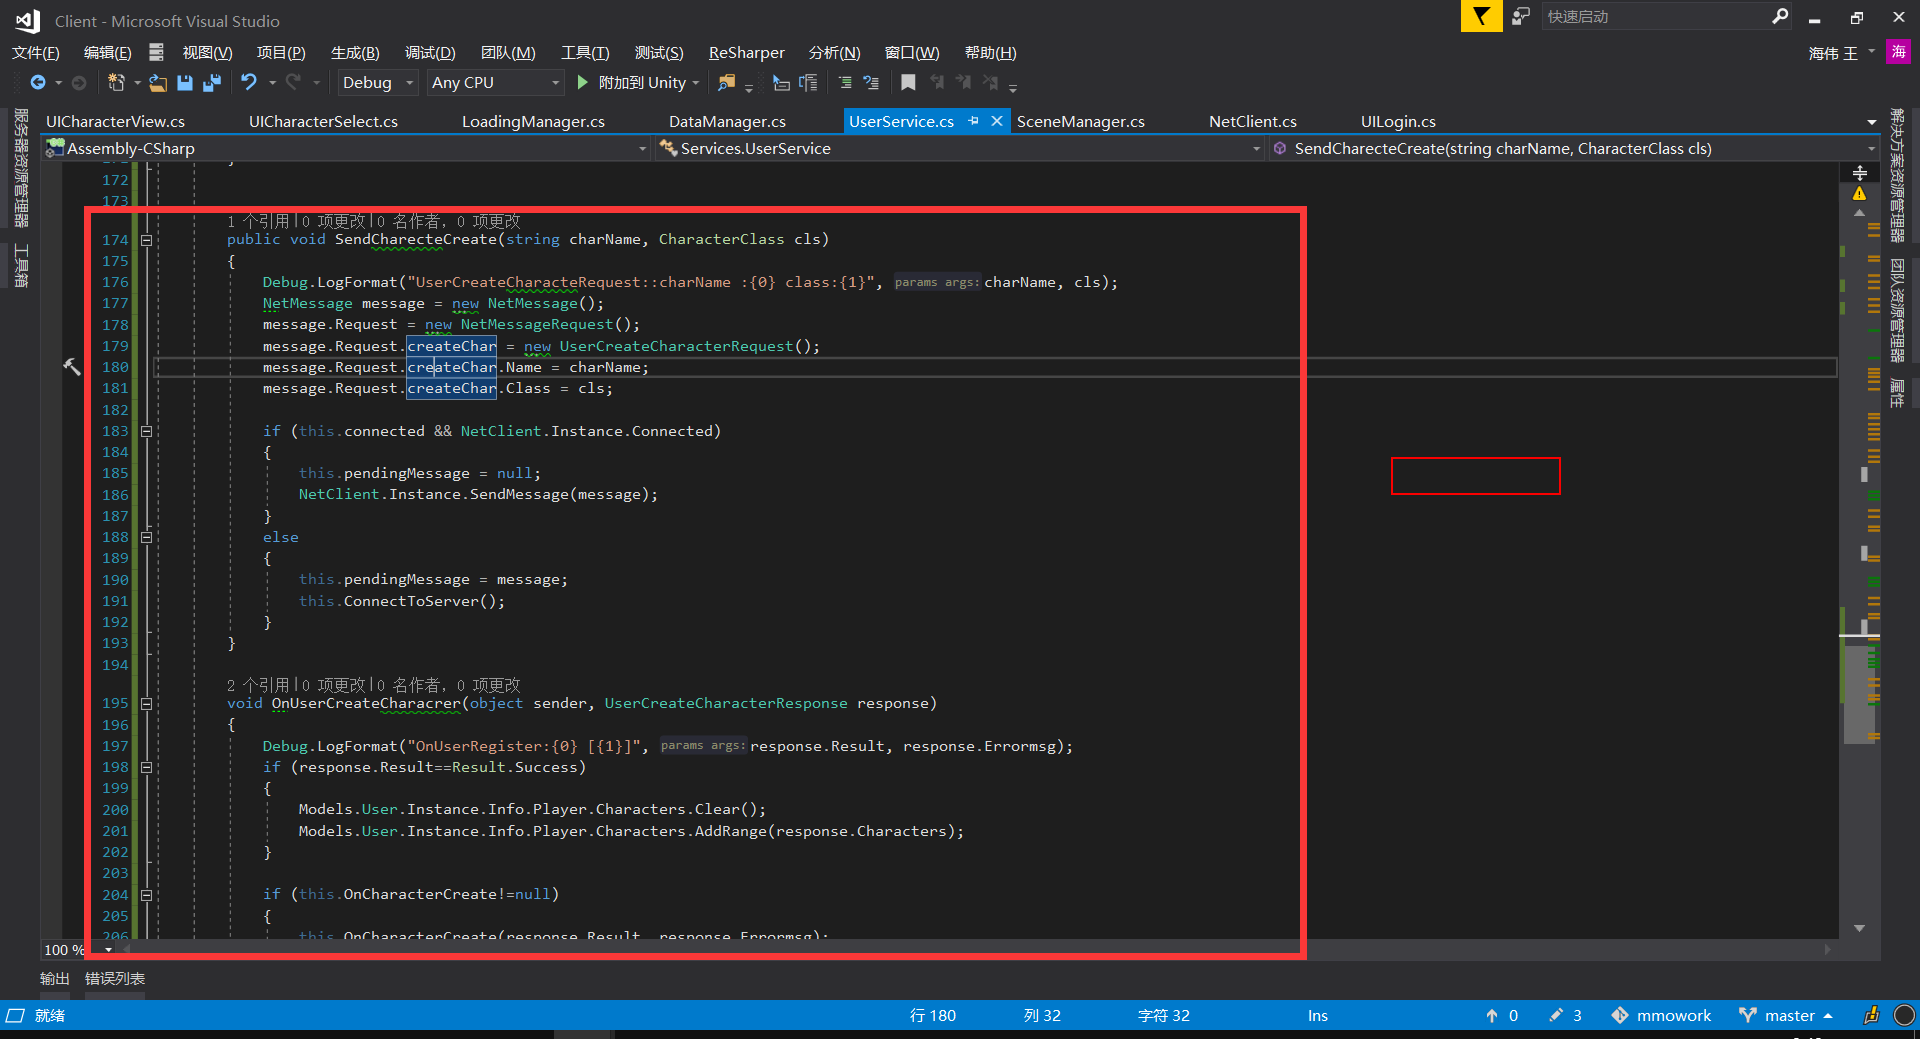 Client - Microsoft Visual Studio
快速启动
文件(F) 编辑(E) 视图(V) 项目(P) 生成(B) 调试(D) 团队(M) 工具(T) 测试(S) ReSharper 分析(N) 窗口(W) 帮助(H)
海伟 王 海
Debug Any CPU 附加到 Unity
服务器资源管理器
工具箱
UICharacterView.cs UICharacterSelect.cs LoadingManager.cs DataManager.cs UserService.cs SceneManager.cs NetClient.cs UILogin.cs
Assembly-CSharp Services.UserService SendCharecteCreate(string charName, CharacterClass cls)
172
173
1 个引用|0 项更改|0 名作者, 0 项更改
174 public void SendCharecteCreate(string charName, CharacterClass cls)
175 {
176 Debug.LogFormat("UserCreateCharacteRequest::charName :{0} class:{1}", params args: charName, cls);
177 NetMessage message = new NetMessage();
178 message.Request = new NetMessageRequest();
179 message.Request.createChar = new UserCreateCharacterRequest();
180 message.Request.createChar.Name = charName;
181 message.Request.createChar.Class = cls;
182
183 if (this.connected && NetClient.Instance.Connected)
184 {
185 this.pendingMessage = null;
186 NetClient.Instance.SendMessage(message);
187 }
188 else
189 {
190 this.pendingMessage = message;
191 this.ConnectToServer();
192 }
193 }
194
2 个引用|0 项更改|0 名作者, 0 项更改
195 void OnUserCreateCharacrer(object sender, UserCreateCharacterResponse response)
196 {
197 Debug.LogFormat("OnUserRegister:{0} [{1}]", params args: response.Result, response.Errormsg);
198 if (response.Result==Result.Success)
199 {
200 Models.User.Instance.Info.Player.Characters.Clear();
201 Models.User.Instance.Info.Player.Characters.AddRange(response.Characters);
202 }
203
204 if (this.OnCharacterCreate!=null)
205 {
206 this.OnCharacterCreate(response.Result, response.Errormsg);
解决方案资源管理器
团队资源管理器
属性
100 %
输出 错误列表
就绪 行 180 列 32 字符 32 Ins 0 3 mmowork master